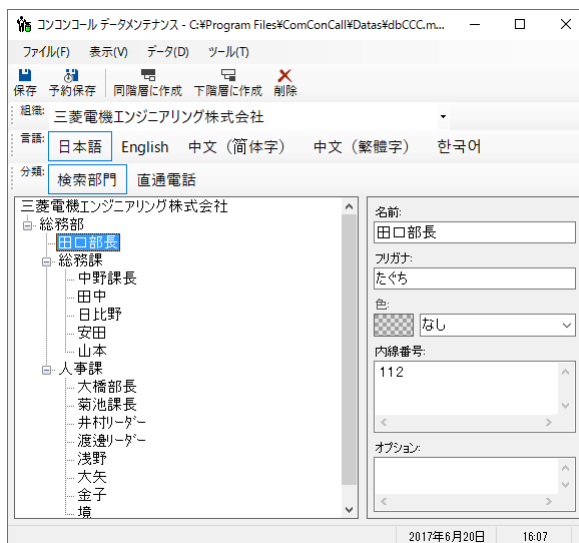 コンコンコール データメンテナンス - C:¥Program Files¥ComConCall¥Datas¥dbCCC.m...
ファイル(F) 表示(V) データ(D) ツール(T)
保存 予約保存 同階層に作成 下階層に作成 削除
組織: 三菱電機エンジニアリング株式会社
言語: 日本語 English 中文（简体字） 中文（繁體字） 한국어
分類: 検索部門 直通電話
三菱電機エンジニアリング株式会社
総務部
田口部長
総務課
中野課長
田中
日比野
安田
山本
人事課
大橋部長
菊池課長
井村リーダー
渡邊リーダー
浅野
大矢
金子
境
名前:
田口部長
フリガナ:
たぐち
色:
なし
内線番号:
112
オプション:
2017年6月20日 16:07